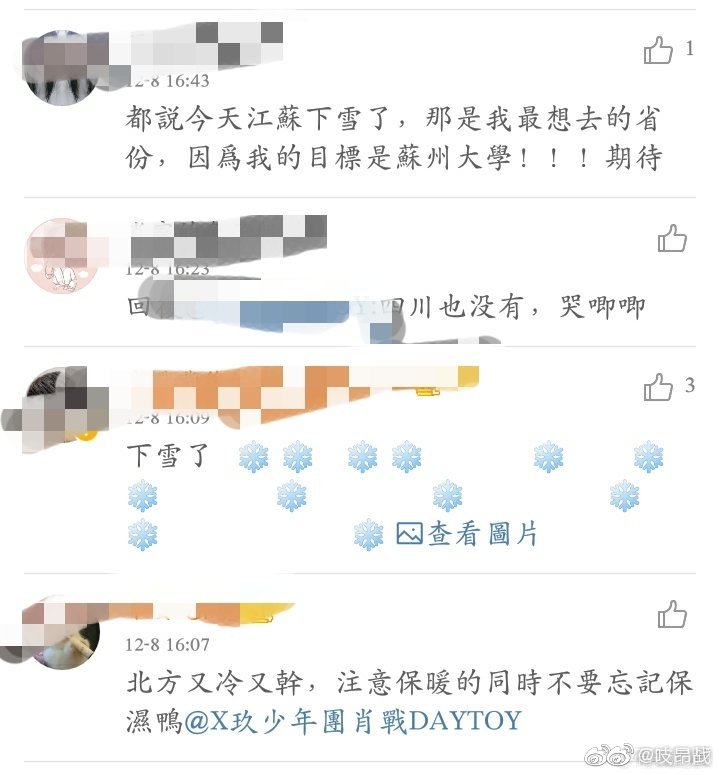 1
12-8 16:43
都説今天江蘇下雪了，那是我最想去的省
份，因爲我的目標是蘇州大學！！！期待
12-8 16:23
四川也没有，哭唧唧
3
12-8 16:09
下雪了
查看圖片
12-8 16:07
北方又冷又幹，注意保暖的同時不要忘記保
濕鴨@X玖少年團肖戰DAYTOY
@吱昂战